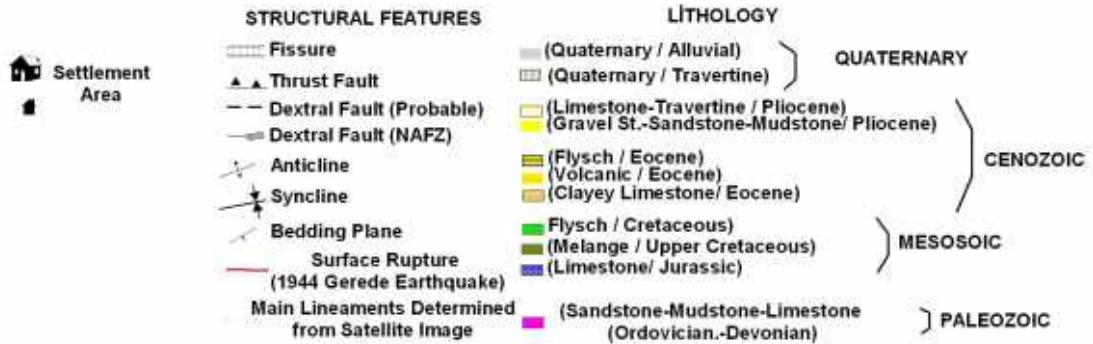 STRUCTURAL FEATURES
Fissure
Thrust Fault
Dextral Fault (Probable)
Dextral Fault (NAFZ)
Anticline
Syncline
Bedding Plane
Surface Rupture
(1944 Gerede Earthquake)
Main Lineaments Determined
from Satellite Image
Settlement
Area
LİTHOLOGY
(Quaternary / Alluvial)
(Quaternary / Travertine)
QUATERNARY
(Limestone-Travertine / Pliocene)
(Gravel St.-Sandstone-Mudstone/ Pliocene)
(Flysch / Eocene)
(Volcanic / Eocene)
(Clayey Limestone/ Eocene)
CENOZOIC
Flysch / Cretaceous)
(Melange / Upper Cretaceous)
(Limestone/ Jurassic)
MESOSOIC
(Sandstone-Mudstone-Limestone
(Ordovician.-Devonian)
PALEOZOIC